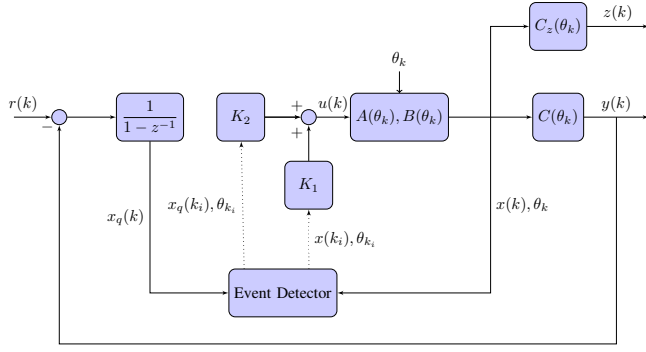 C_z(θ_k)
z(k)
θ_k
r(k)
−
1
1 − z^{-1}
K_2
+
+
u(k)
A(θ_k), B(θ_k)
C(θ_k)
y(k)
K_1
x_q(k)
x_q(k_i), θ_{k_i}
x(k_i), θ_{k_i}
x(k), θ_k
Event Detector